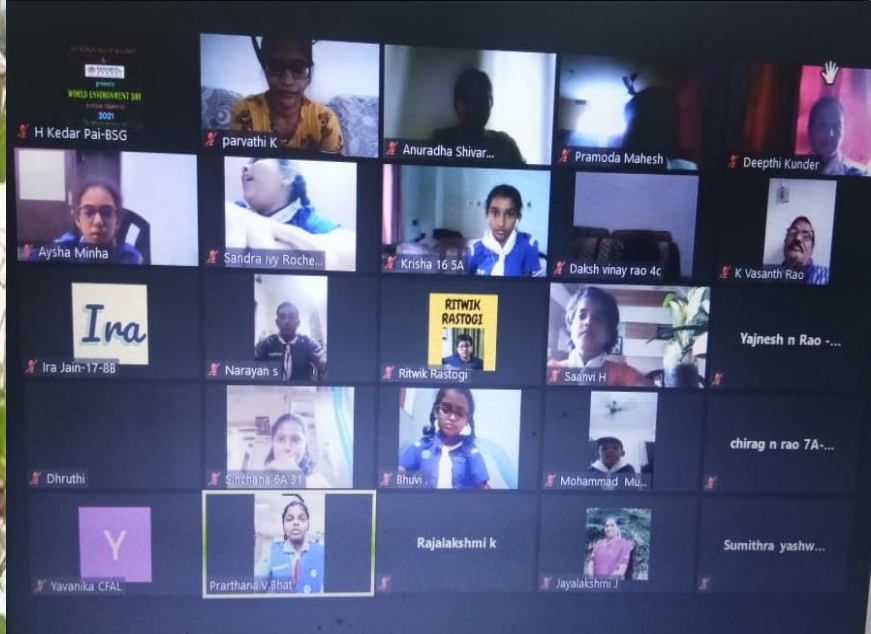 presents
WORLD ENVIRONMENT DAY
2021
H Kedar Pai-BSG
parvathi K
Anuradha Shivar...
Pramoda Mahesh
Deepthi Kunder
Aysha Minha
Sandra ivy Roche...
Krisha 16 5A
Daksh vinay rao 4c
K Vasanth Rao
Ira
Ira Jain-17-8B
Narayan s
RITWIK
RASTOGI
Ritwik Rastogi
Saanvi H
Yajnesh n Rao -...
Dhruthi
Sinchana 6A 31
Bhuvi .
Mohammad Mu...
chirag n rao 7A-...
Y
Yavanika CFAL
Prarthana.V.Bhat
Rajalakshmi k
Jayalakshmi J
Sumithra yashw...